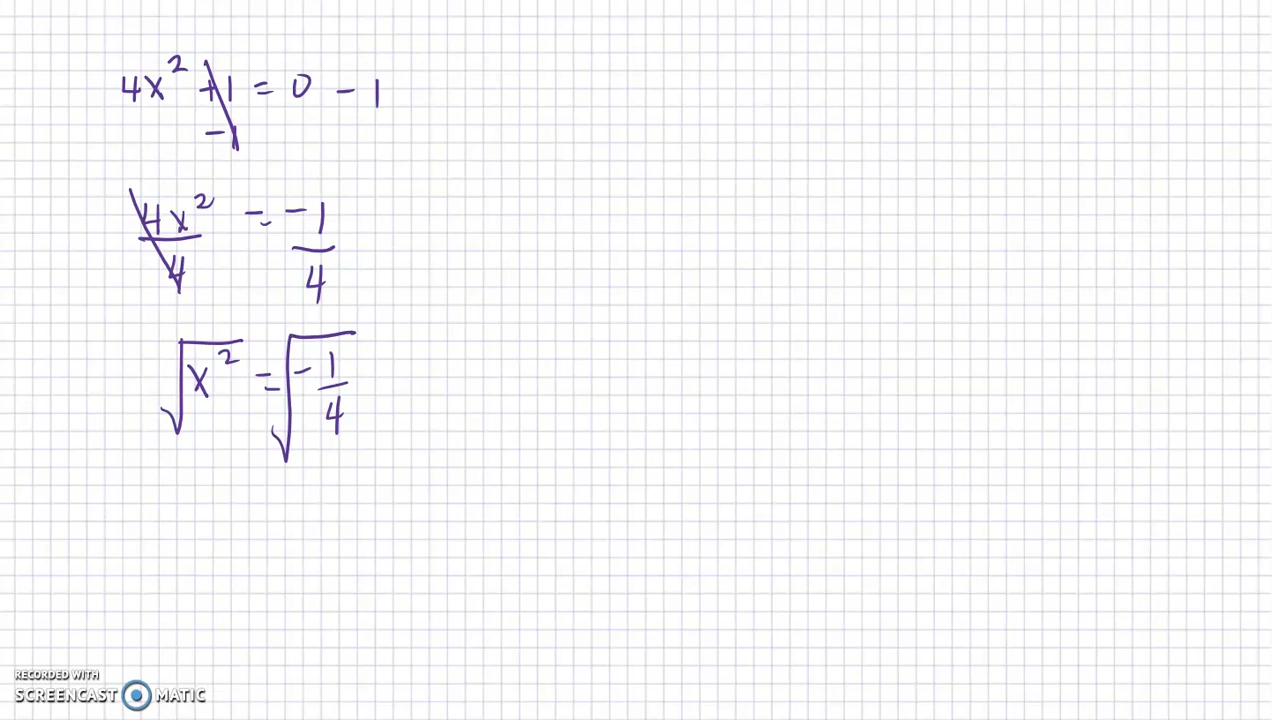 4x² + 1 = 0 - 1
- 1
4x² = -1
4 4
√x² = √-1/4
RECORDED WITH
SCREENCAST MATIC